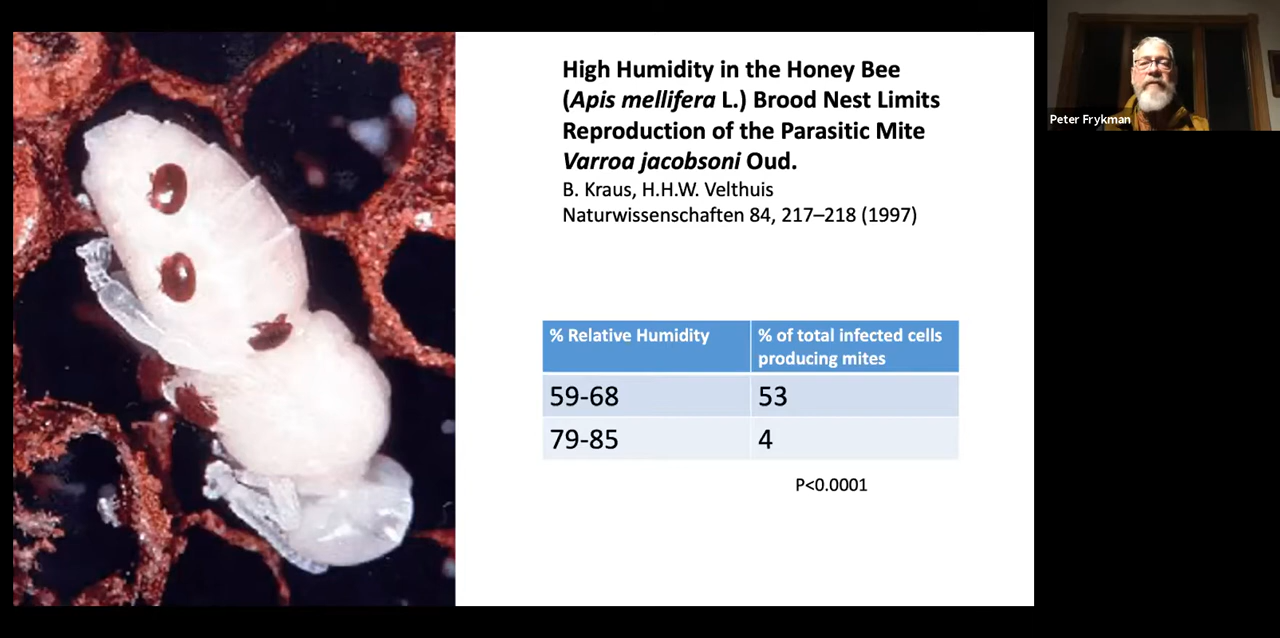 High Humidity in the Honey Bee
(Apis mellifera L.) Brood Nest Limits
Reproduction of the Parasitic Mite
Varroa jacobsoni Oud.
B. Kraus, H.H.W. Velthuis
Naturwissenschaften 84, 217–218 (1997)
% Relative Humidity
% of total infected cells
producing mites
59-68
53
79-85
4
P<0.0001
Peter Frykman